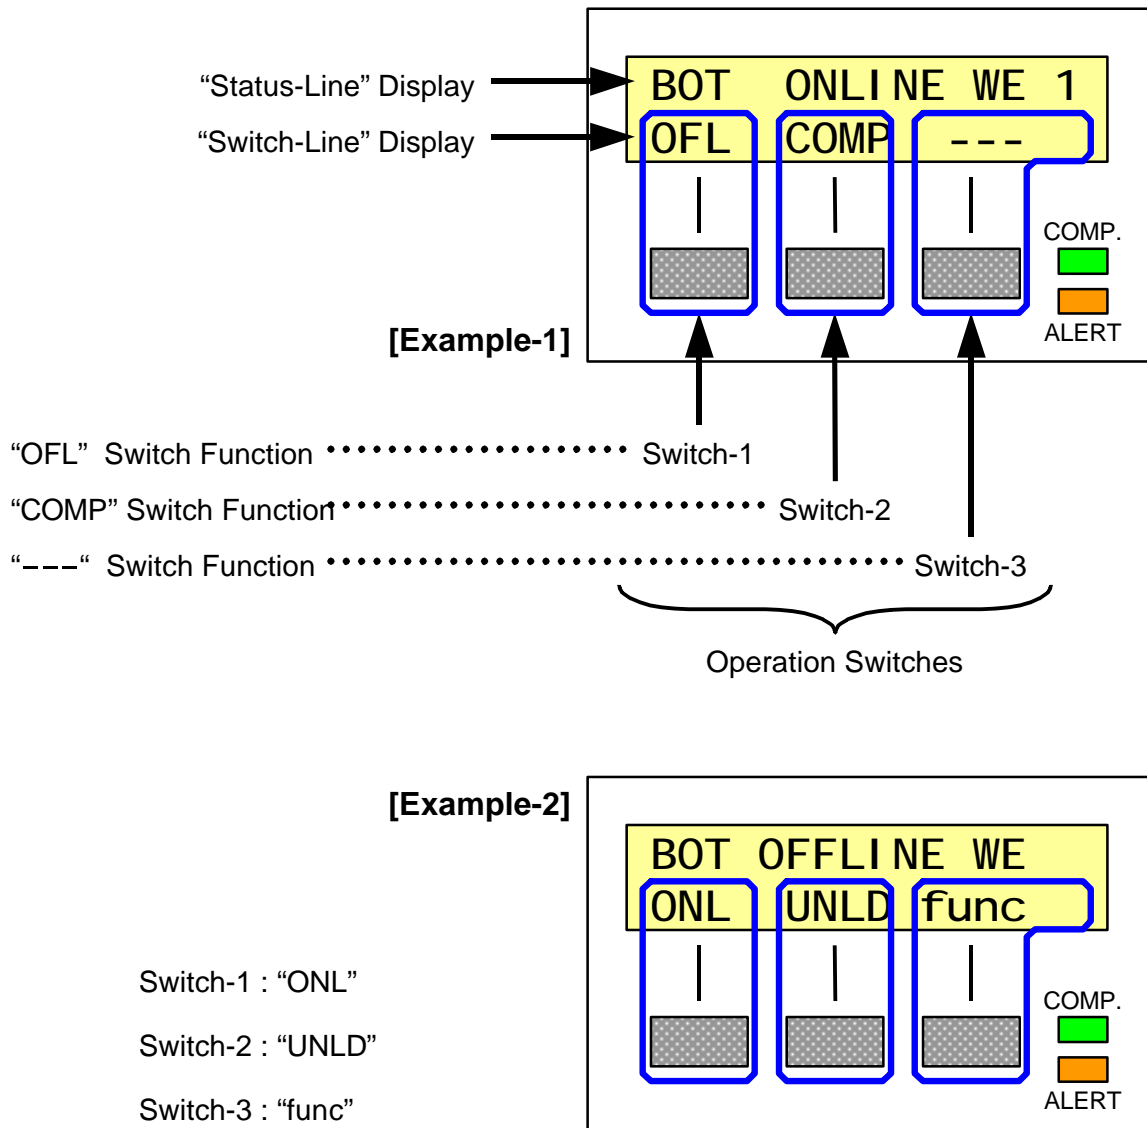 “Status-Line” Display
BOT ONLINE WE 1
“Switch-Line” Display
OFL COMP ---
COMP.
ALERT
[Example-1]
“OFL” Switch Function Switch-1
“COMP” Switch Function Switch-2
“---“ Switch Function Switch-3
Operation Switches
[Example-2]
BOT OFFLINE WE
ONL UNLD func
Switch-1 : “ONL”
COMP.
Switch-2 : “UNLD”
ALERT
Switch-3 : “func”